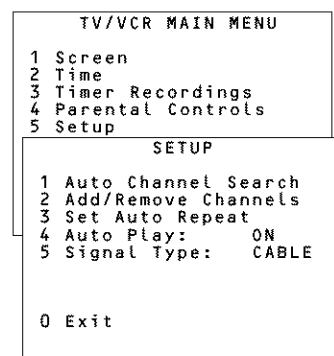 TV/VCR MAIN MENU
1 Screen
2 Time
3 Timer Recordings
4 Parental Controls
5 Setup
SETUP
1 Auto Channel Search
2 Add/Remove Channels
3 Set Auto Repeat
4 Auto Play: ON
5 Signal Type: CABLE
0 Exit